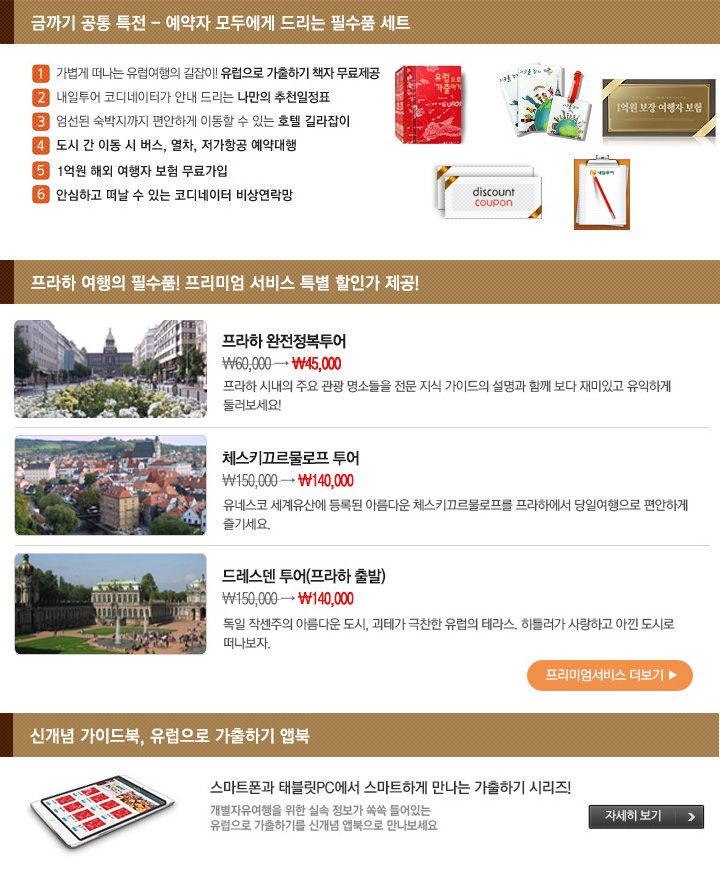 금까기 공통 특전 – 예약자 모두에게 드리는 필수품 세트
1 가볍게 떠나는 유럽여행의 길잡이! 유럽으로 가출하기 책자 무료제공
2 내일투어 코디네이터가 안내 드리는 나만의 추천일정표
3 엄선된 숙박지까지 편안하게 이동할 수 있는 호텔 길라잡이
4 도시 간 이동 시 버스, 열차, 저가항공 예약대행
5 1억원 해외 여행자 보험 무료가입
6 안심하고 떠날 수 있는 코디네이터 비상연락망
유럽으로
가출하기
EUROPE
1억원 보장 여행자 보험
discount
coupon
내일투어
프라하 여행의 필수품! 프리미엄 서비스 특별 할인가 제공!
프라하 완전정복투어
₩60,000 → ₩45,000
프라하 시내의 주요 관광 명소들을 전문 지식 가이드의 설명과 함께 보다 재미있고 유익하게
둘러보세요!
체스키끄르물로프 투어
₩150,000 → ₩140,000
유네스코 세계유산에 등록된 아름다운 체스키끄르물로프를 프라하에서 당일여행으로 편안하게
즐기세요.
드레스덴 투어(프라하 출발)
₩150,000 → ₩140,000
독일 작센주의 아름다운 도시, 괴테가 극찬한 유럽의 테라스. 히틀러가 사랑하고 아낀 도시로
떠나보자.
프리미엄서비스 더보기 ▶
신개념 가이드북, 유럽으로 가출하기 앱북
스마트폰과 태블릿PC에서 스마트하게 만나는 가출하기 시리즈!
개별자유여행을 위한 실속 정보가 쏙쏙 들어있는
유럽으로 가출하기를 신개념 앱북으로 만나보세요
자세히 보기